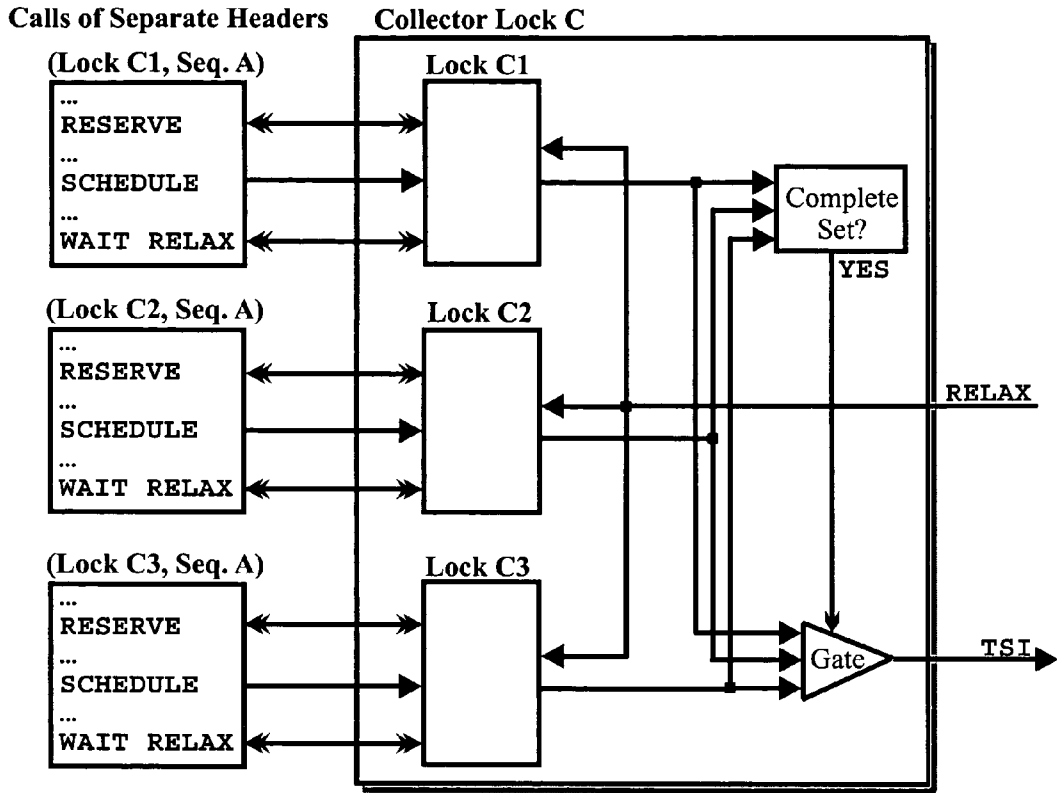 Calls of Separate Headers
Collector Lock C
(Lock C1, Seq. A)
...
RESERVE
...
SCHEDULE
...
WAIT RELAX
Lock C1
Complete
Set?
YES
(Lock C2, Seq. A)
...
RESERVE
...
SCHEDULE
...
WAIT RELAX
Lock C2
RELAX
(Lock C3, Seq. A)
...
RESERVE
...
SCHEDULE
...
WAIT RELAX
Lock C3
Gate
TSI